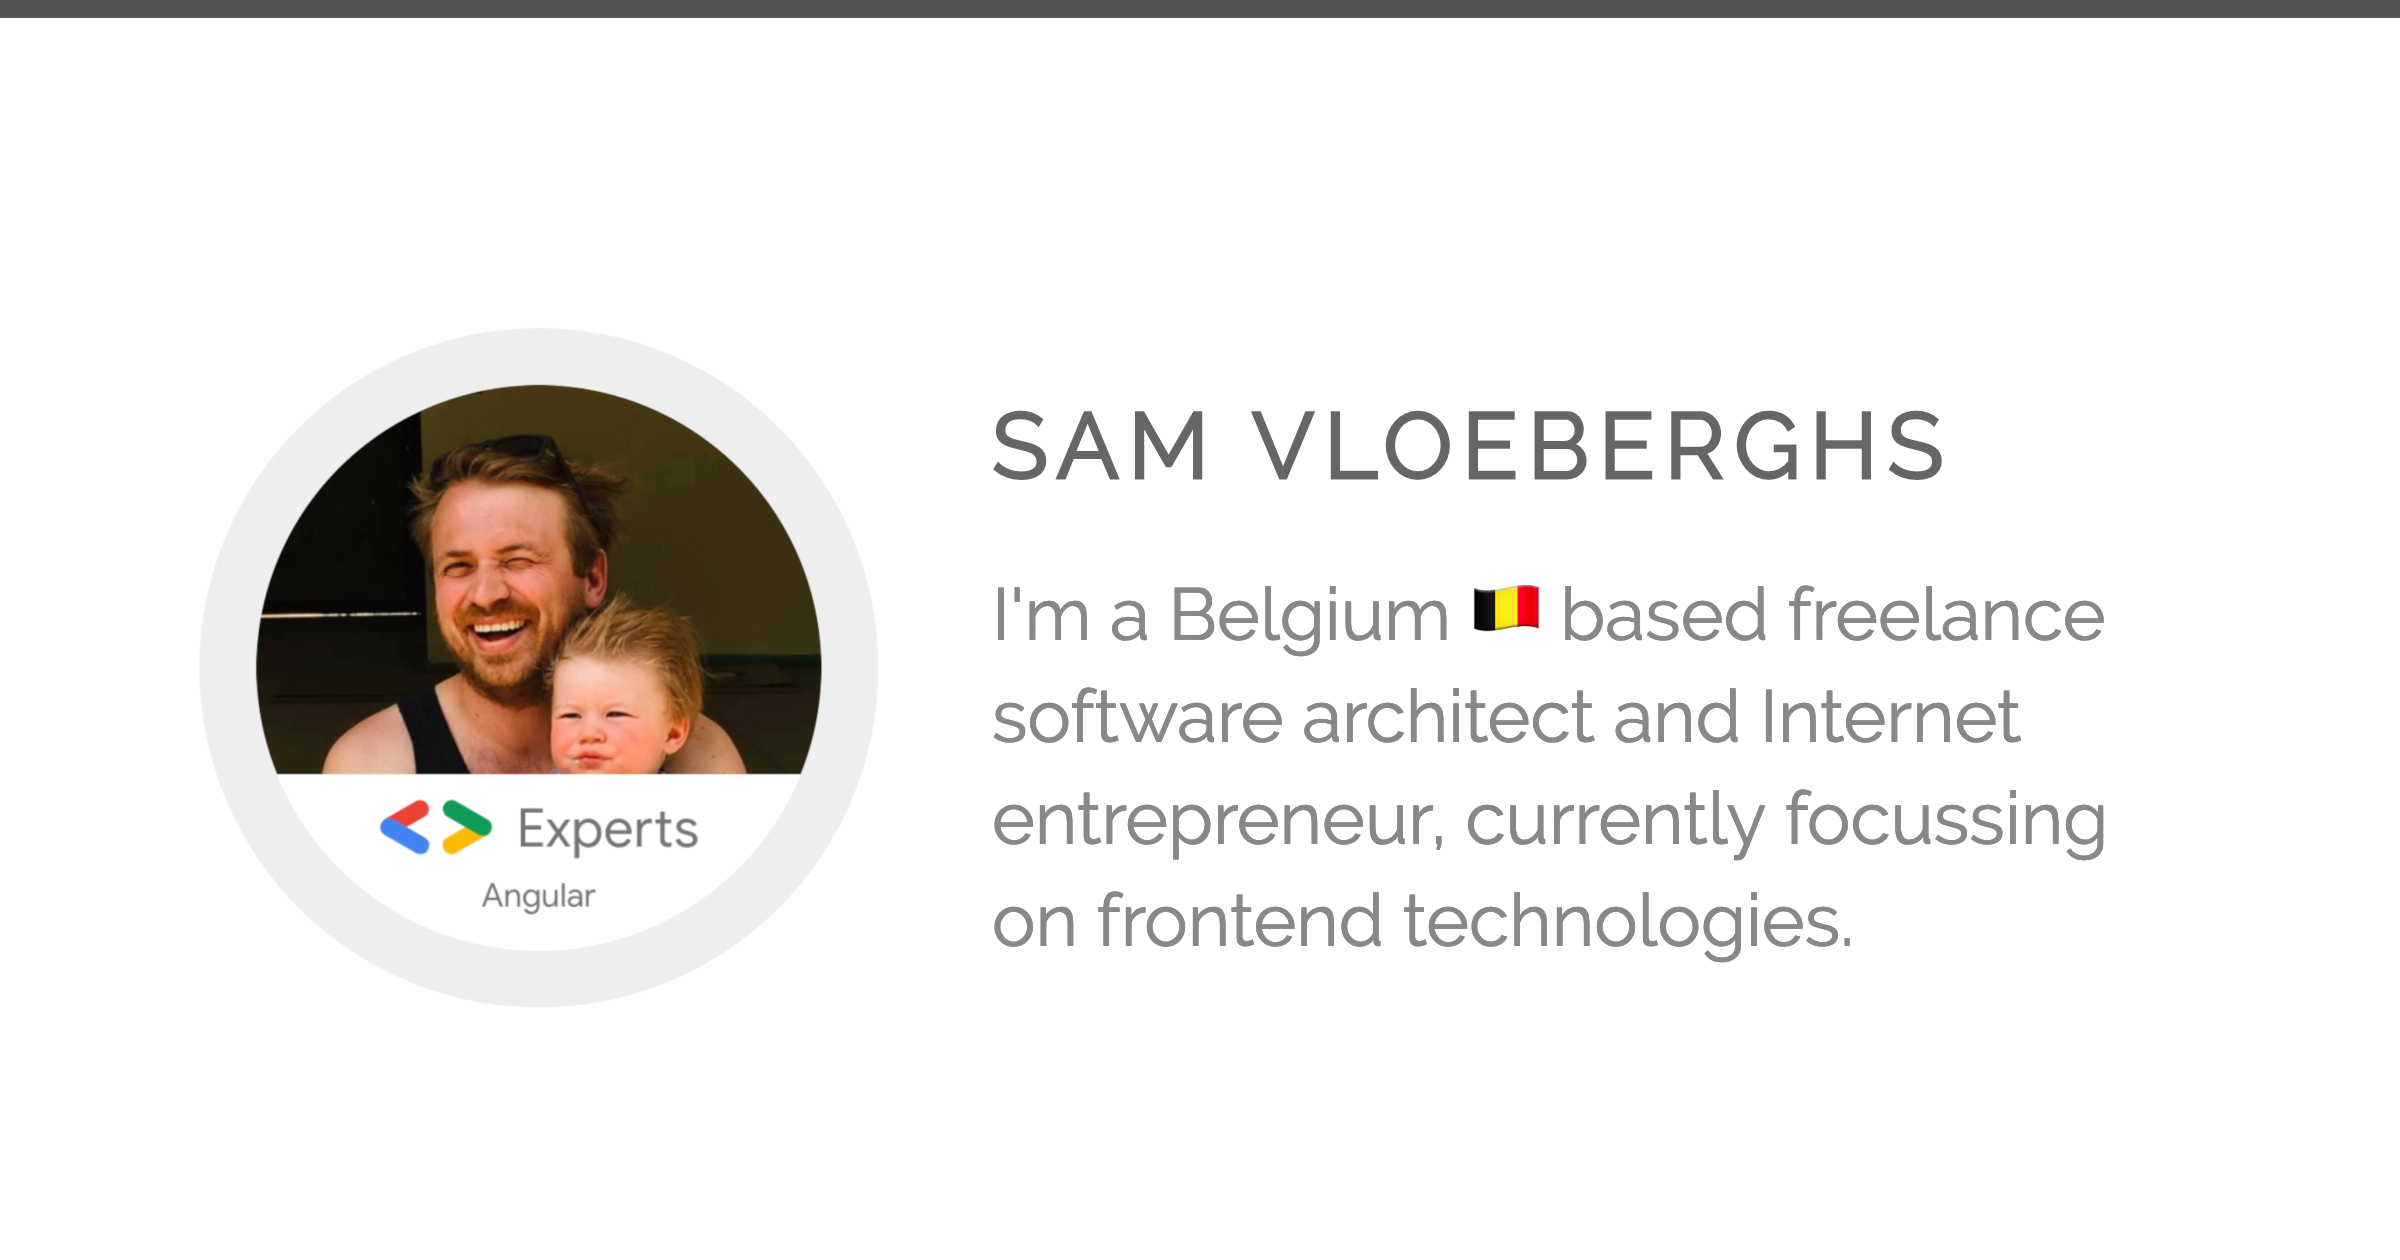 SAM VLOEBERGHS
I'm a Belgium 🇧🇪 based freelance
software architect and Internet
entrepreneur, currently focussing
on frontend technologies.
Experts
Angular